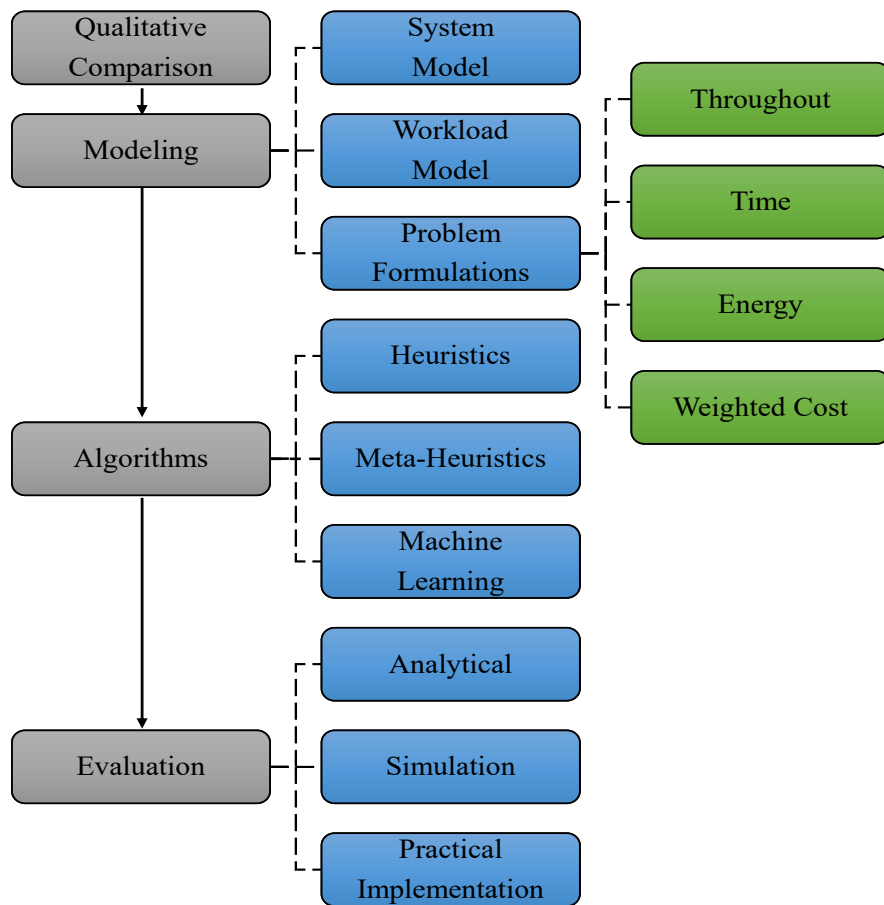 Qualitative
Comparison
Modeling
System
Model
Workload
Model
Problem
Formulations
Throughout
Time
Energy
Weighted Cost
Algorithms
Heuristics
Meta-Heuristics
Machine
Learning
Evaluation
Analytical
Simulation
Practical
Implementation